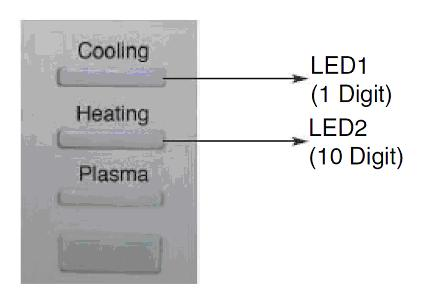 Cooling
LED1
(1 Digit)
Heating
LED2
(10 Digit)
Plasma